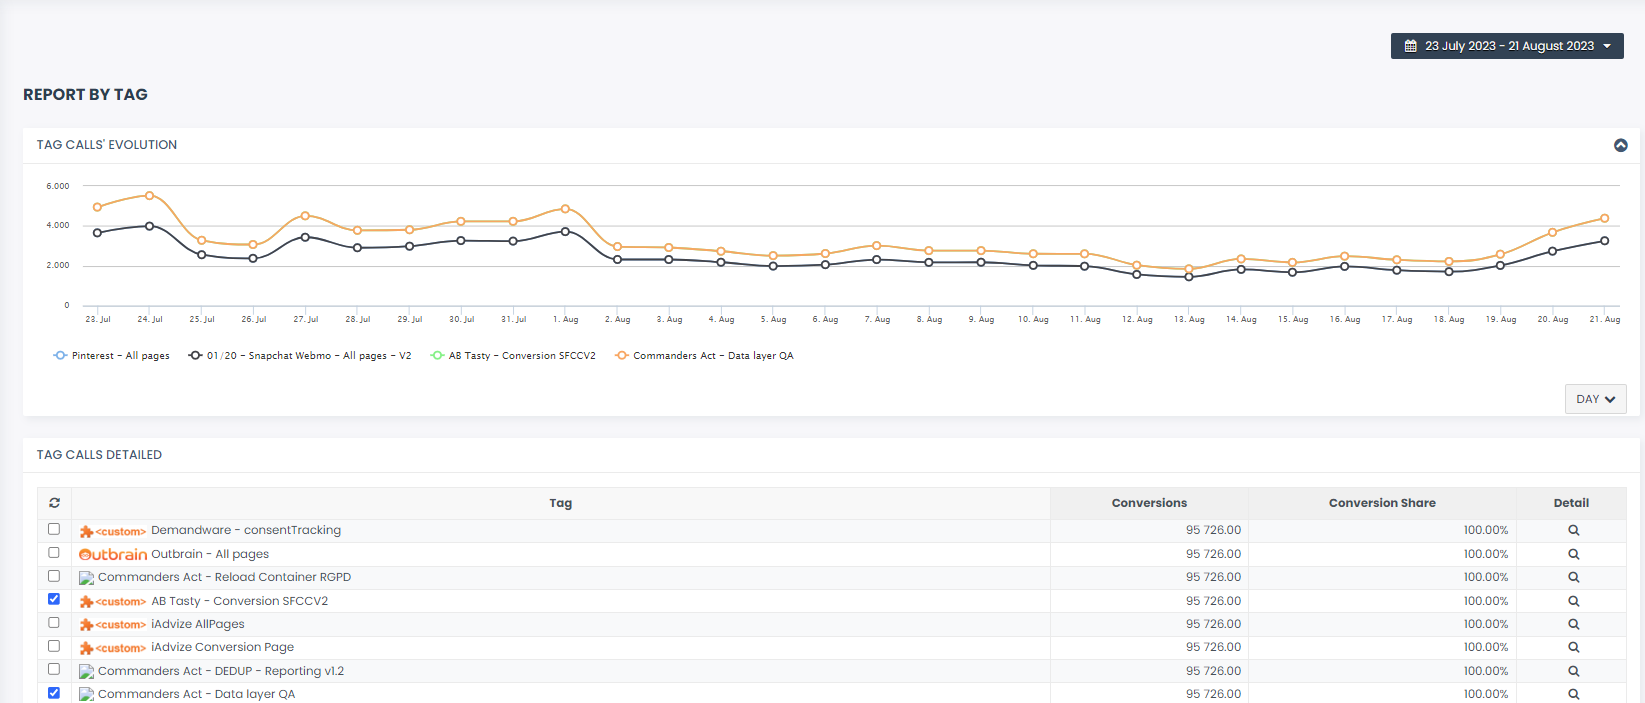 23 July 2023 - 21 August 2023
REPORT BY TAG
TAG CALLS' EVOLUTION
6.000
4.000
2.000
0
23. Jul 24. Jul 25. Jul 26. Jul 27. Jul 28. Jul 29. Jul 30. Jul 31. Jul 1. Aug 2. Aug 3. Aug 4. Aug 5. Aug 6. Aug 7. Aug 8. Aug 9. Aug 10. Aug 11. Aug 12. Aug 13. Aug 14. Aug 15. Aug 16. Aug 17. Aug 18. Aug 19. Aug 20. Aug 21. Aug
Pinterest - All pages 01/20 - Snapchat Webmo - All pages - V2 AB Tasty - Conversion SFCCV2 Commanders Act - Data layer QA
DAY
TAG CALLS DETAILED
Tag Conversions Conversion Share Detail
<custom> Demandware - consentTracking 95 726.00 100.00%
Outbrain Outbrain - All pages 95 726.00 100.00%
Commanders Act - Reload Container RGPD 95 726.00 100.00%
<custom> AB Tasty - Conversion SFCCV2 95 726.00 100.00%
<custom> iAdvize AllPages 95 726.00 100.00%
<custom> iAdvize Conversion Page 95 726.00 100.00%
Commanders Act - DEDUP - Reporting v1.2 95 726.00 100.00%
Commanders Act - Data layer QA 95 726.00 100.00%